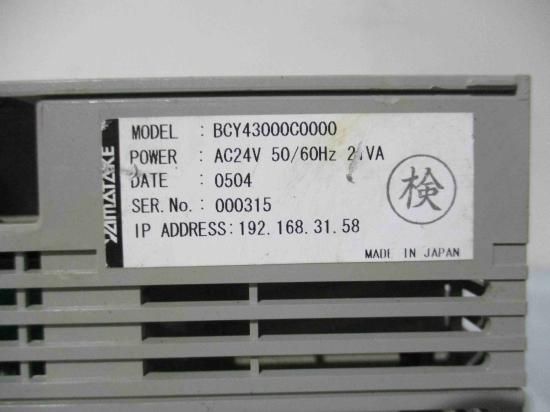 YAMATAKE
MODEL : BCY43000C0000
POWER : AC24V 50/60Hz
DATE : 0504
SER.No. : 000315
IP ADDRESS: 192.168.31.58
検
MADE IN JAPAN